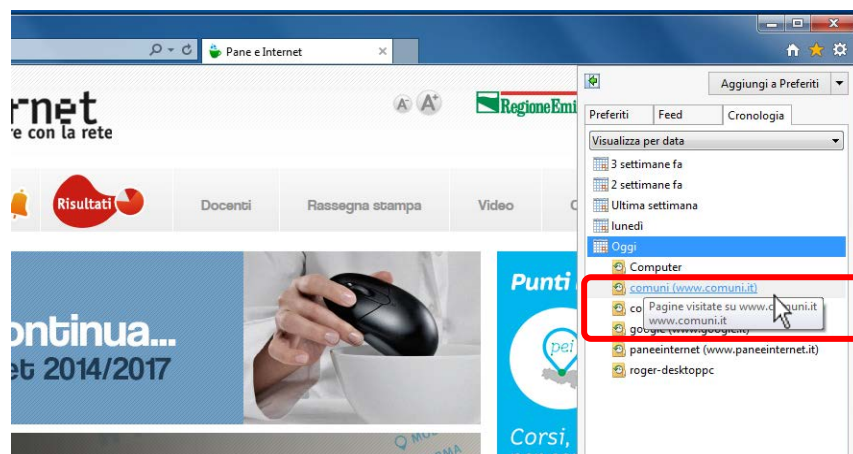 Pane e Internet
Aggiungi a Preferiti
rnet
re con la rete
A A+
RegioneEmi
Preferiti Feed Cronologia
Visualizza per data
3 settimane fa
2 settimane fa
Ultima settimana
lunedì
Oggi
Computer
comuni (www.comuni.it)
Pagine visitate su www.comuni.it
www.comuni.it
co
google (www.google.it)
paneeinternet (www.paneeinternet.it)
roger-desktoppc
Risultati
Docenti
Rassegna stampa
Video
C
ontinua...
et 2014/2017
Punti
pei
Corsi,